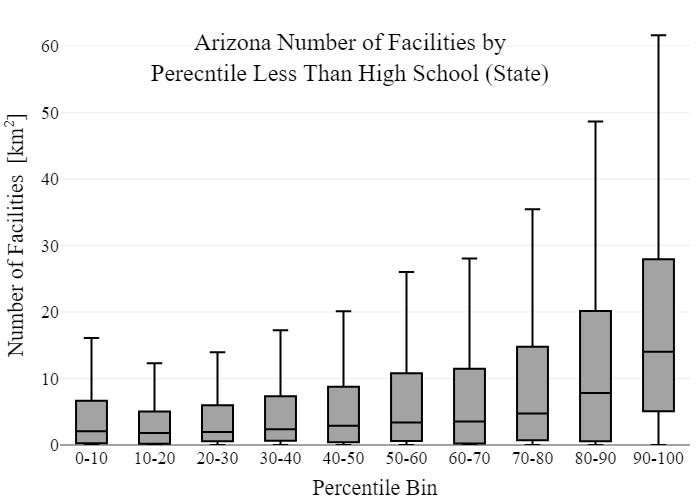 Arizona Number of Facilities by
Perecntile Less Than High School (State)
Number of Facilities [km²]
60
50
40
30
20
10
0
0-10 10-20 20-30 30-40 40-50 50-60 60-70 70-80 80-90 90-100
Percentile Bin